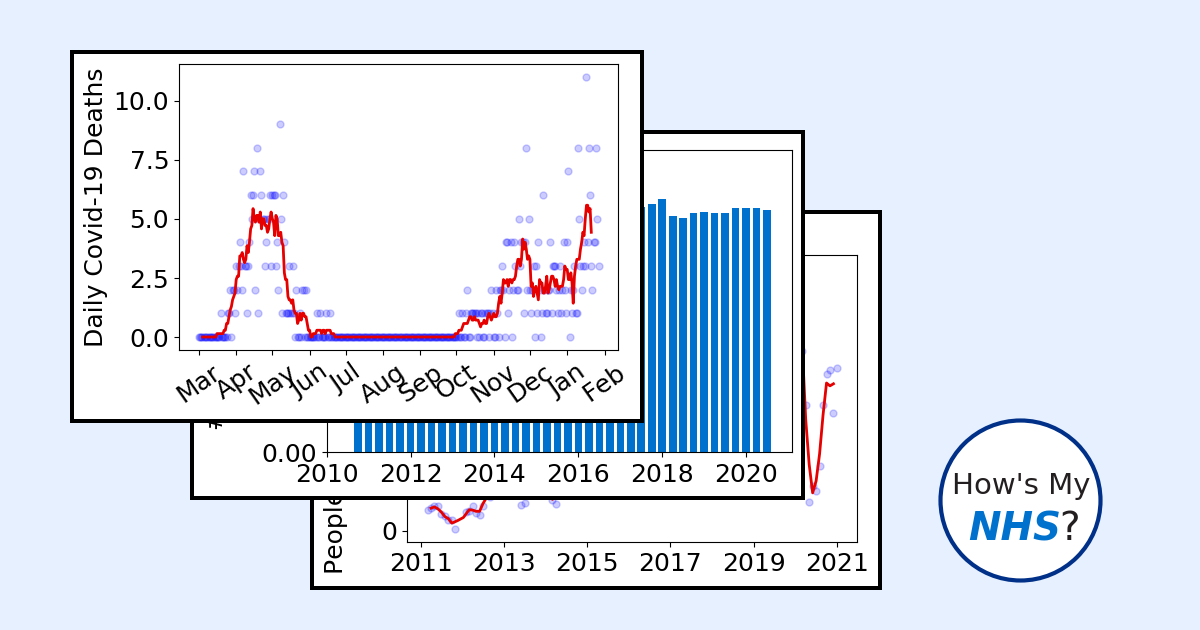 Daily Covid-19 Deaths
10.0
7.5
5.0
2.5
0.0
Mar Apr May Jun Jul Aug Sep Oct Nov Dec Jan Feb
#
0.00
2010 2012 2014 2016 2018 2020
People
0
2011 2013 2015 2017 2019 2021
How's My
NHS?